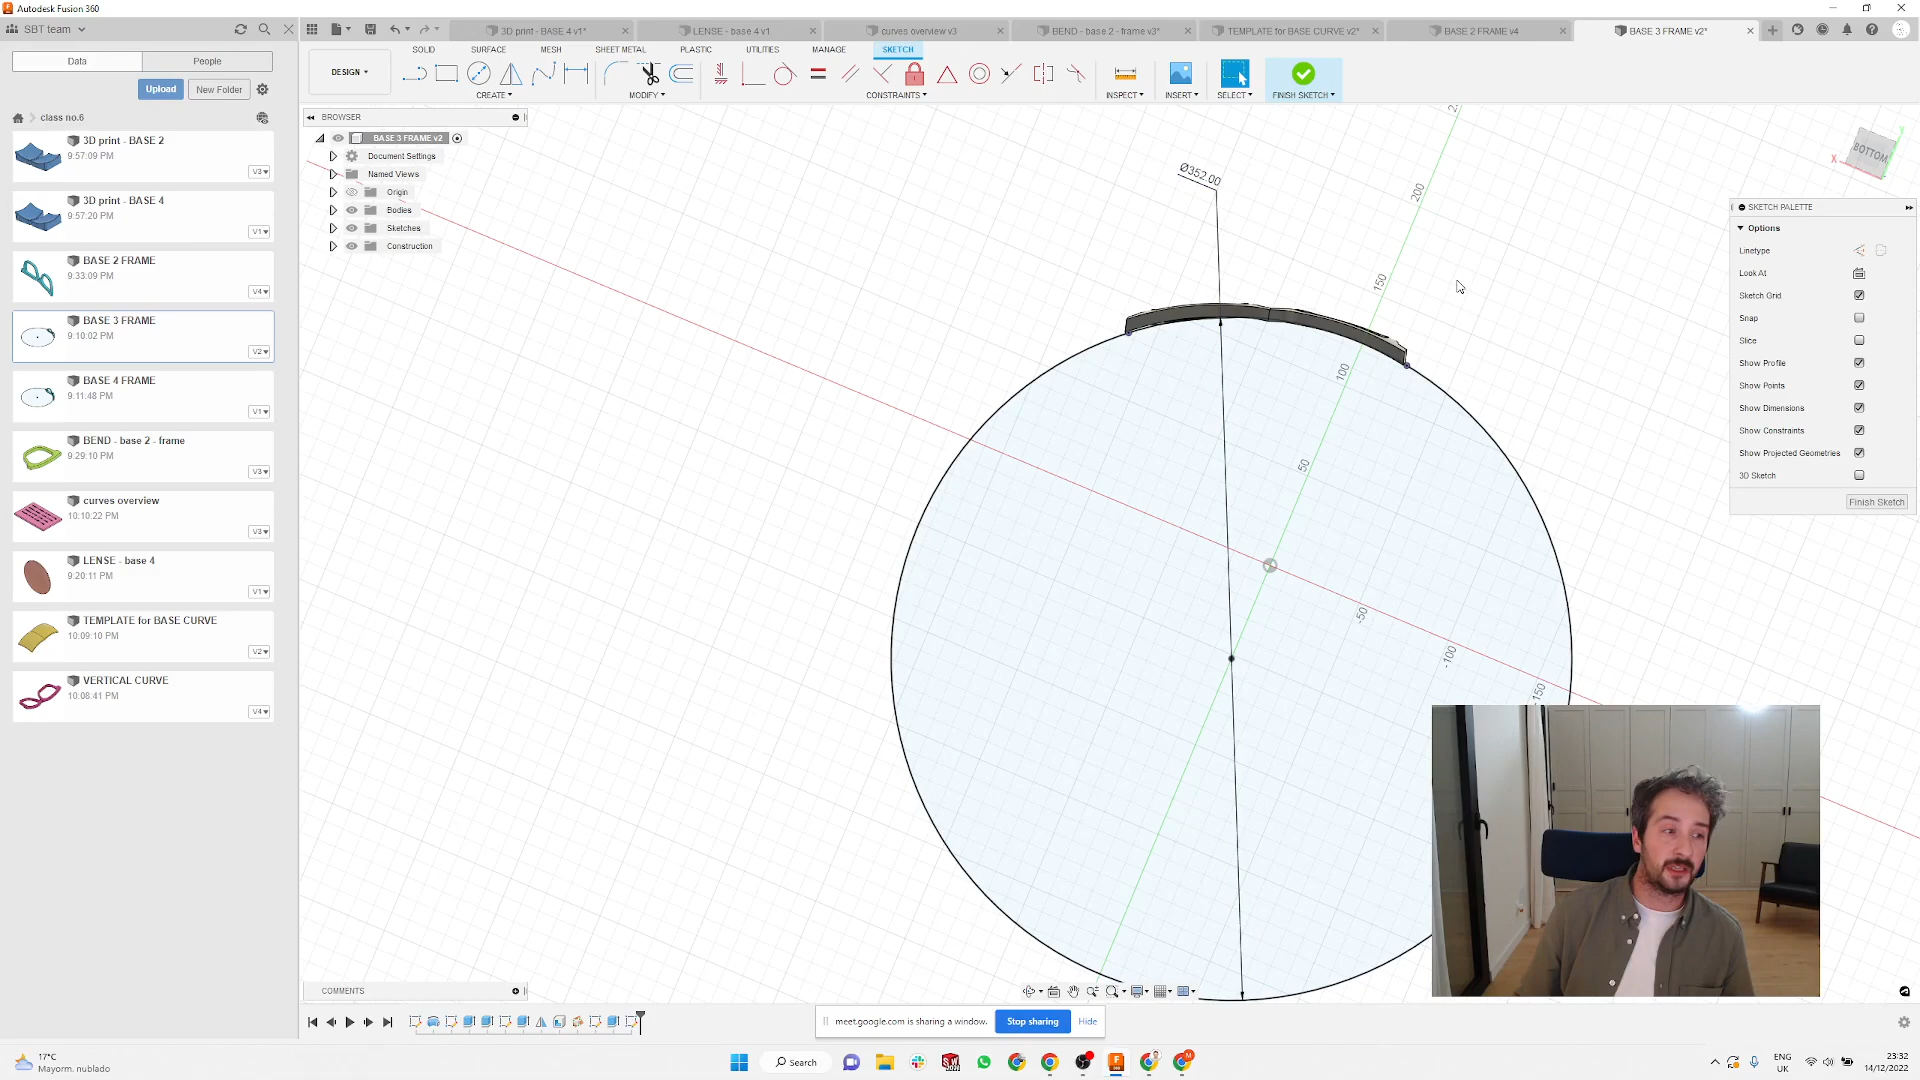 Autodesk Fusion 360
SBT team
3D print - BASE 4 v1*
LENSE - base 4 v1
curves overview v3
BEND - base 2 - frame v3*
TEMPLATE for BASE CURVE v2*
BASE 2 FRAME v4
BASE 3 FRAME v2*
Data
People
DESIGN
SOLID
SURFACE
MESH
SHEET METAL
PLASTIC
UTILITIES
MANAGE
SKETCH
Upload
New Folder
CREATE
MODIFY
CONSTRAINTS
INSPECT
INSERT
SELECT
FINISH SKETCH
class no.6
BROWSER
BASE 3 FRAME v2
Document Settings
Named Views
Origin
Bodies
Sketches
Construction
3D print - BASE 2
9:57:09 PM
V3
3D print - BASE 4
9:57:20 PM
V1
BASE 2 FRAME
9:33:09 PM
V4
BASE 3 FRAME
9:10:02 PM
V2
BASE 4 FRAME
9:11:48 PM
V1
BEND - base 2 - frame
9:29:10 PM
V3
curves overview
10:10:22 PM
V3
LENSE - base 4
9:20:11 PM
V1
TEMPLATE for BASE CURVE
10:09:10 PM
V2
VERTICAL CURVE
10:08:41 PM
V4
Ø352.00
200
150
100
50
-50
-100
-150
BOTTOM
X
Y
SKETCH PALETTE
Options
Linetype
Look At
Sketch Grid
Snap
Slice
Show Profile
Show Points
Show Dimensions
Show Constraints
Show Projected Geometries
3D Sketch
Finish Sketch
COMMENTS
meet.google.com is sharing a window.
Stop sharing
Hide
17°C
Mayorm. nublado
Search
ENG
UK
23:32
14/12/2022